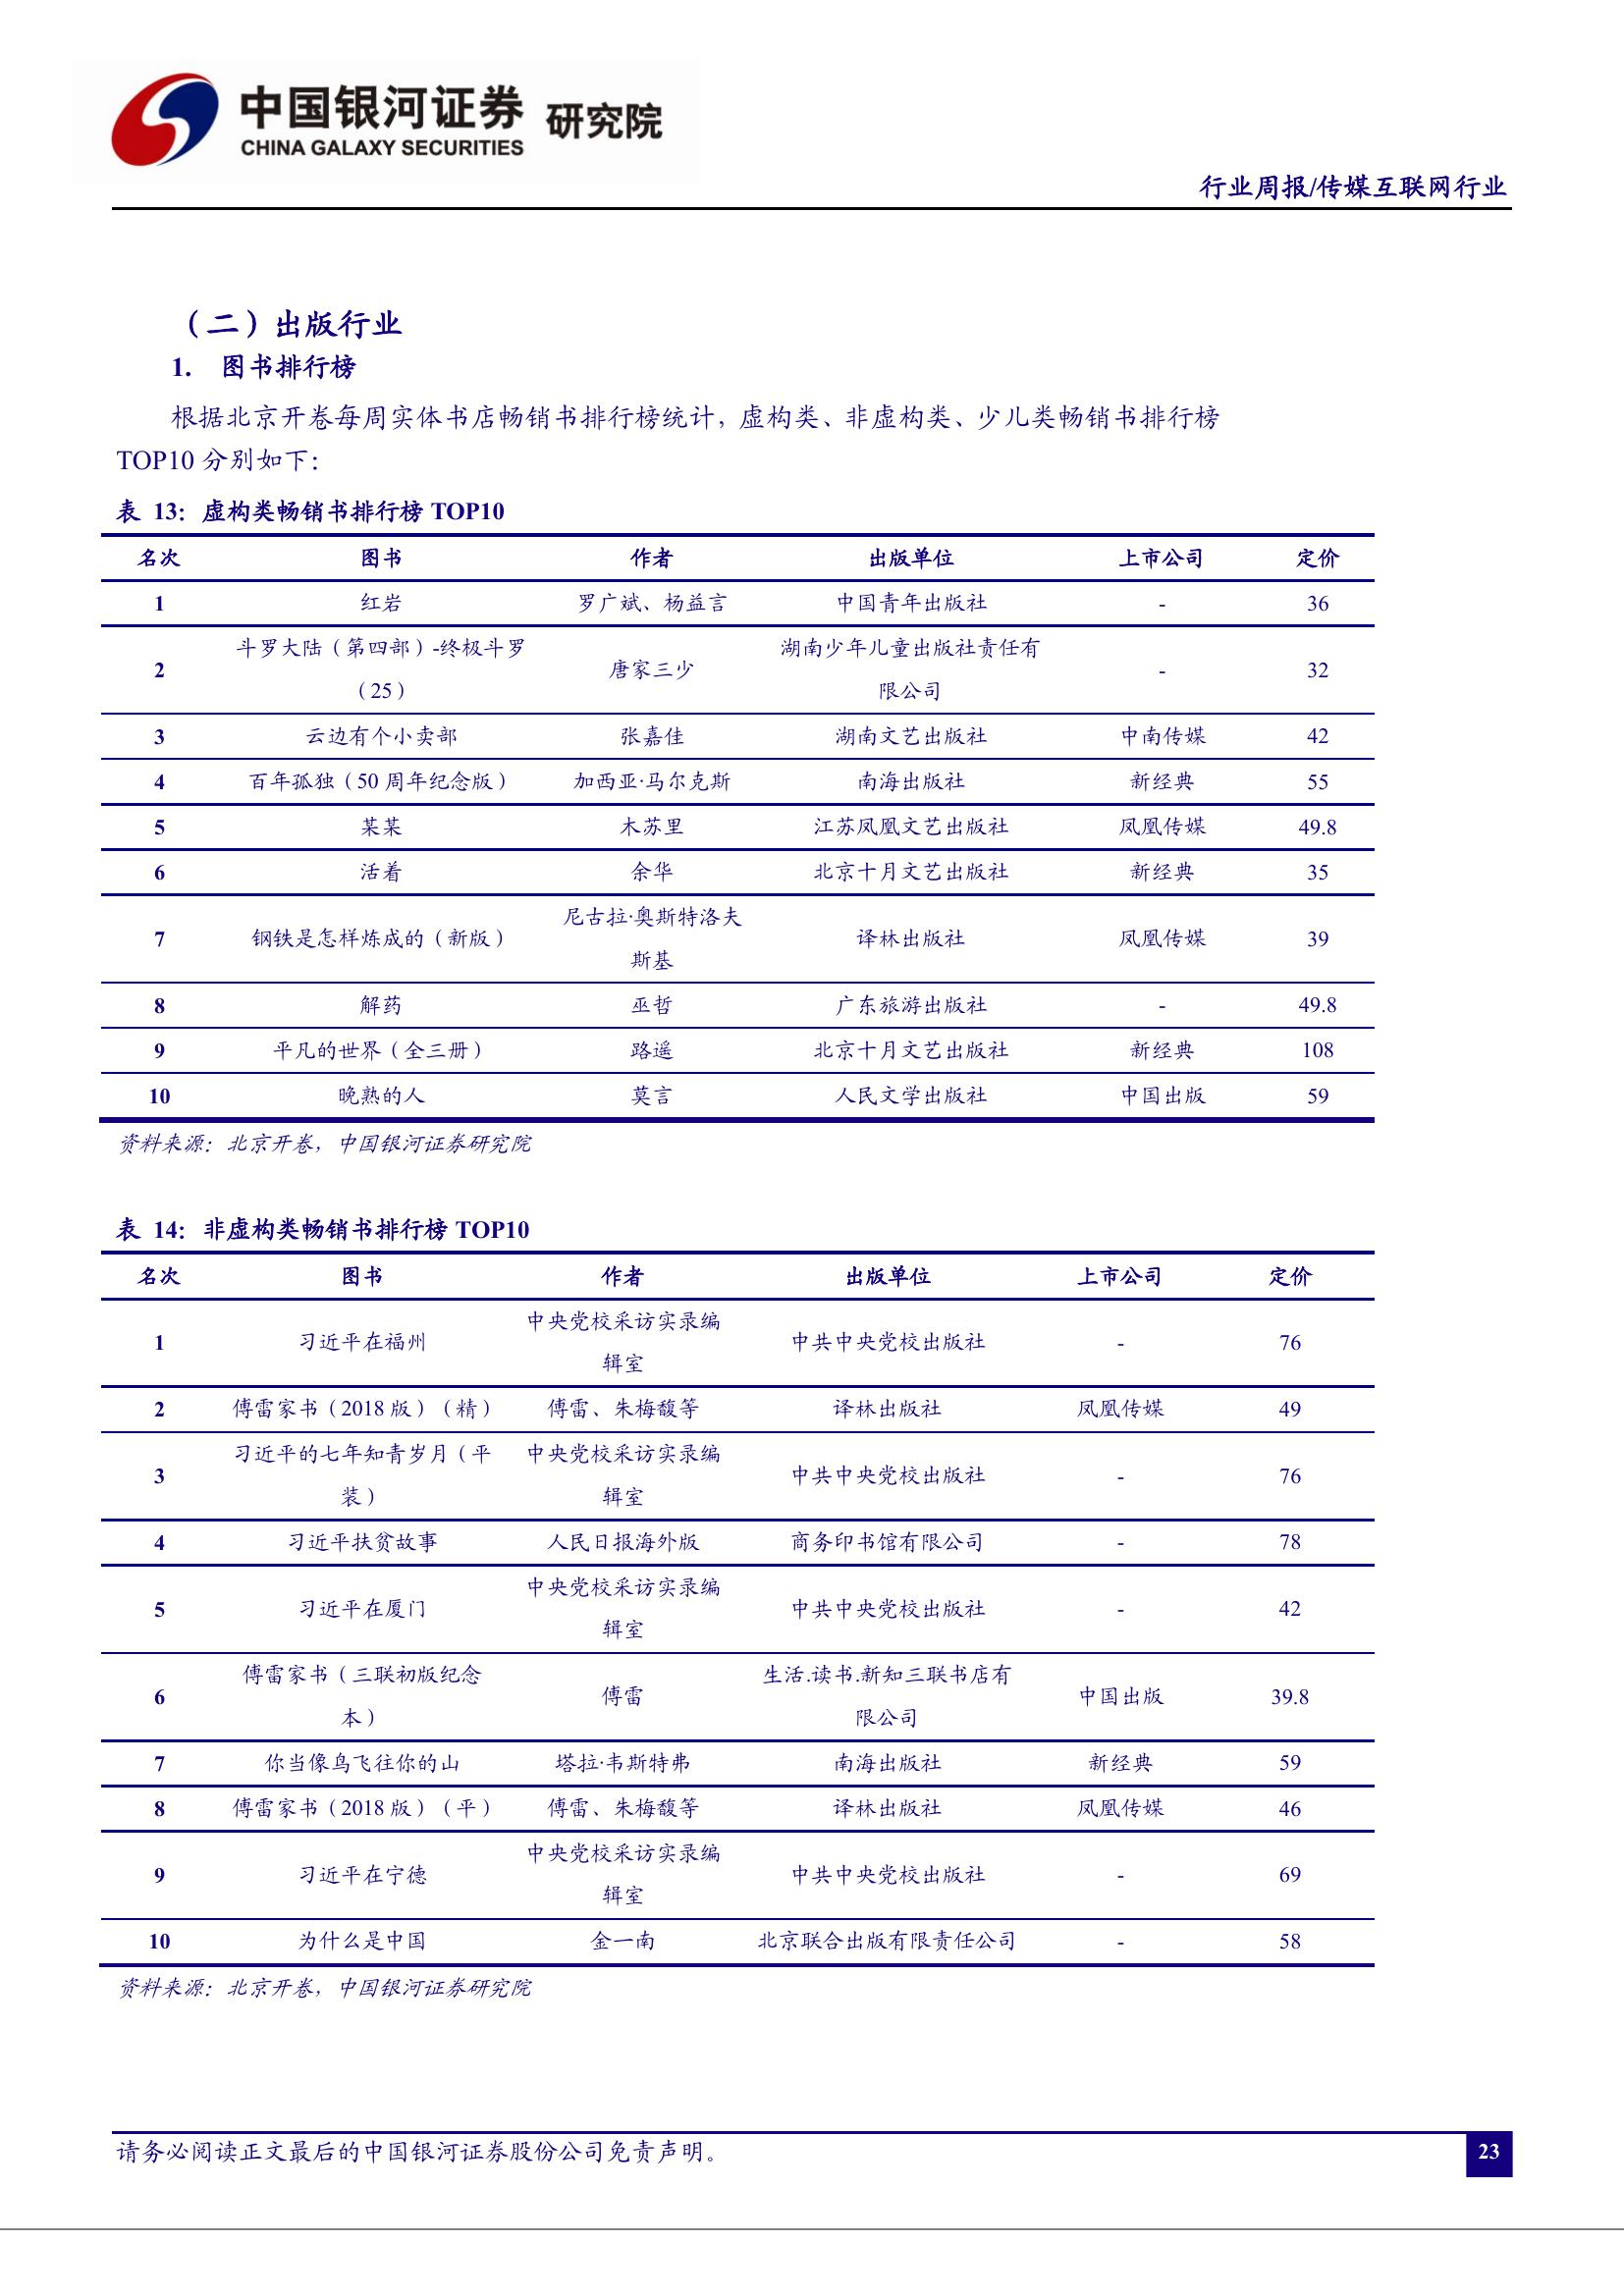 中国银河证券 研究院
CHINA GALAXY SECURITIES
行业周报/传媒互联网行业
（二）出版行业
1. 图书排行榜
根据北京开卷每周实体书店畅销书排行榜统计，虚构类、非虚构类、少儿类畅销书排行榜
TOP10 分别如下：
表 13：虚构类畅销书排行榜 TOP10
名次 图书 作者 出版单位 上市公司 定价
1 红岩 罗广斌、杨益言 中国青年出版社 - 36
斗罗大陆（第四部）-终极斗罗 湖南少年儿童出版社责任有
2 唐家三少 - 32
（25） 限公司
3 云边有个小卖部 张嘉佳 湖南文艺出版社 中南传媒 42
4 百年孤独（50 周年纪念版） 加西亚·马尔克斯 南海出版社 新经典 55
5 某某 木苏里 江苏凤凰文艺出版社 凤凰传媒 49.8
6 活着 余华 北京十月文艺出版社 新经典 35
尼古拉·奥斯特洛夫
7 钢铁是怎样炼成的（新版） 译林出版社 凤凰传媒 39
斯基
8 解药 巫哲 广东旅游出版社 - 49.8
9 平凡的世界（全三册） 路遥 北京十月文艺出版社 新经典 108
10 晚熟的人 莫言 人民文学出版社 中国出版 59
资料来源：北京开卷，中国银河证券研究院
表 14：非虚构类畅销书排行榜 TOP10
名次 图书 作者 出版单位 上市公司 定价
中央党校采访实录编
1 习近平在福州 中共中央党校出版社 - 76
辑室
2 傅雷家书（2018 版）（精） 傅雷、朱梅馥等 译林出版社 凤凰传媒 49
习近平的七年知青岁月（平 中央党校采访实录编
3 中共中央党校出版社 - 76
装） 辑室
4 习近平扶贫故事 人民日报海外版 商务印书馆有限公司 - 78
中央党校采访实录编
5 习近平在厦门 中共中央党校出版社 - 42
辑室
傅雷家书（三联初版纪念 生活.读书.新知三联书店有
6 傅雷 中国出版 39.8
本） 限公司
7 你当像鸟飞往你的山 塔拉·韦斯特弗 南海出版社 新经典 59
8 傅雷家书（2018 版）（平） 傅雷、朱梅馥等 译林出版社 凤凰传媒 46
中央党校采访实录编
9 习近平在宁德 中共中央党校出版社 - 69
辑室
10 为什么是中国 金一南 北京联合出版有限责任公司 - 58
资料来源：北京开卷，中国银河证券研究院
请务必阅读正文最后的中国银河证券股份公司免责声明。
23